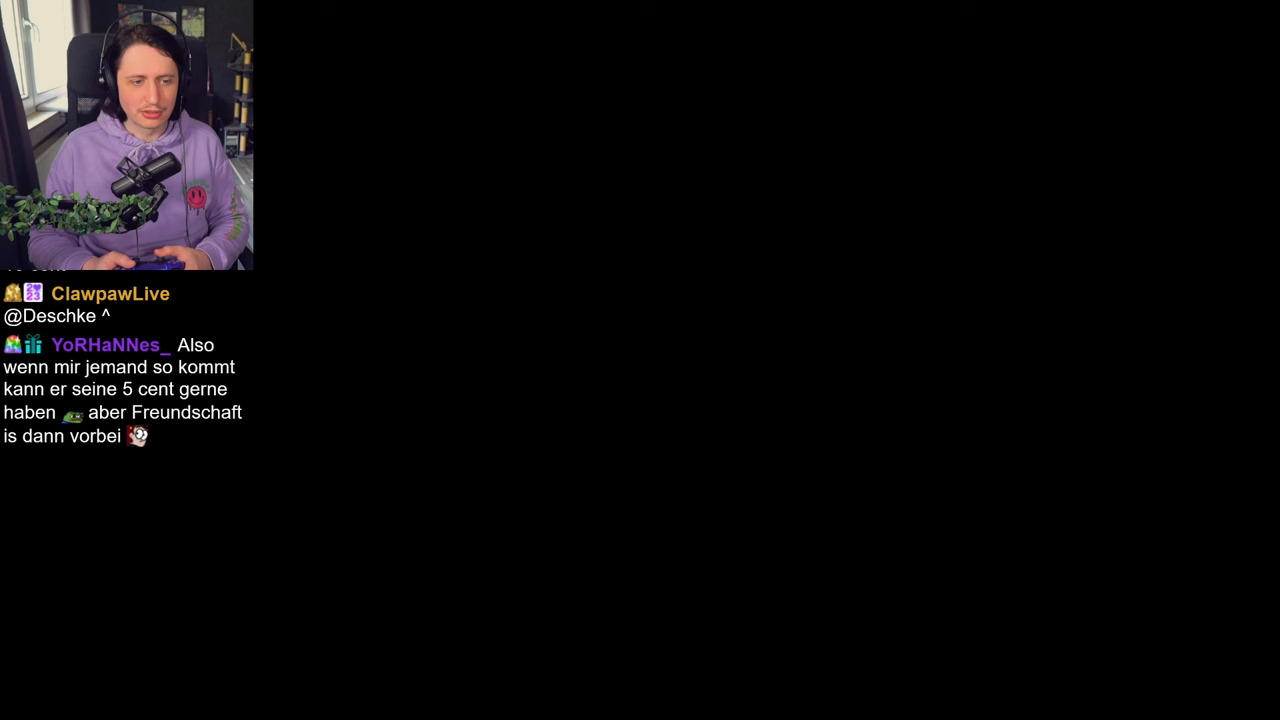 ClawpawLive
@Deschke ^
YoRHaNNes_ Also
wenn mir jemand so kommt
kann er seine 5 cent gerne
haben aber Freundschaft
is dann vorbei